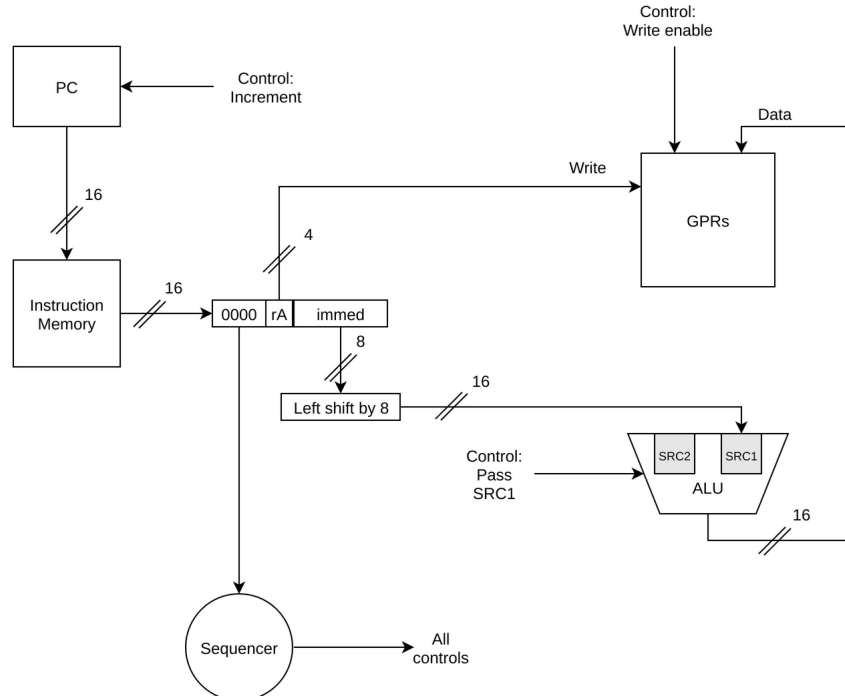 Control:
Write enable
PC
Control:
Increment
Data
Write
16
4
GPRs
Instruction
Memory
16
0000
rA
immed
8
Left shift by 8
16
Control:
Pass
SRC1
SRC2
SRC1
ALU
16
Sequencer
All
controls